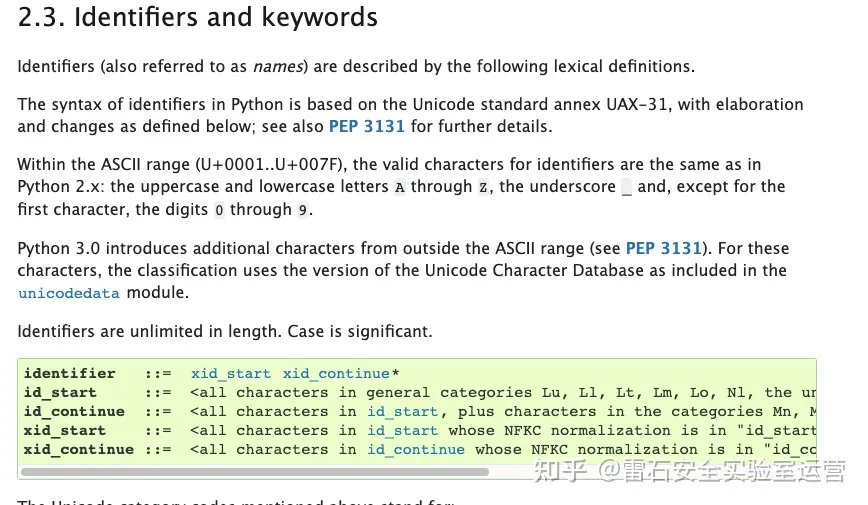 2.3. Identifiers and keywords
Identifiers (also referred to as names) are described by the following lexical definitions.
The syntax of identifiers in Python is based on the Unicode standard annex UAX-31, with elaboration
and changes as defined below; see also PEP 3131 for further details.
Within the ASCII range (U+0001..U+007F), the valid characters for identifiers are the same as in
Python 2.x: the uppercase and lowercase letters A through Z, the underscore _ and, except for the
first character, the digits 0 through 9.
Python 3.0 introduces additional characters from outside the ASCII range (see PEP 3131). For these
characters, the classification uses the version of the Unicode Character Database as included in the
unicodedata module.
Identifiers are unlimited in length. Case is significant.
identifier ::= xid_start xid_continue*
id_start ::= <all characters in general categories Lu, Ll, Lt, Lm, Lo, Nl, the
id_continue ::= <all characters in id_start, plus characters in the categories Mn,
xid_start ::= <all characters in id_start whose NFKC normalization is in "id_start
xid_continue ::= <all characters in id_continue whose NFKC normalization is in "id_co
知乎 @雷石安全实验室运营
The Unicode category codes mentioned above stand for: